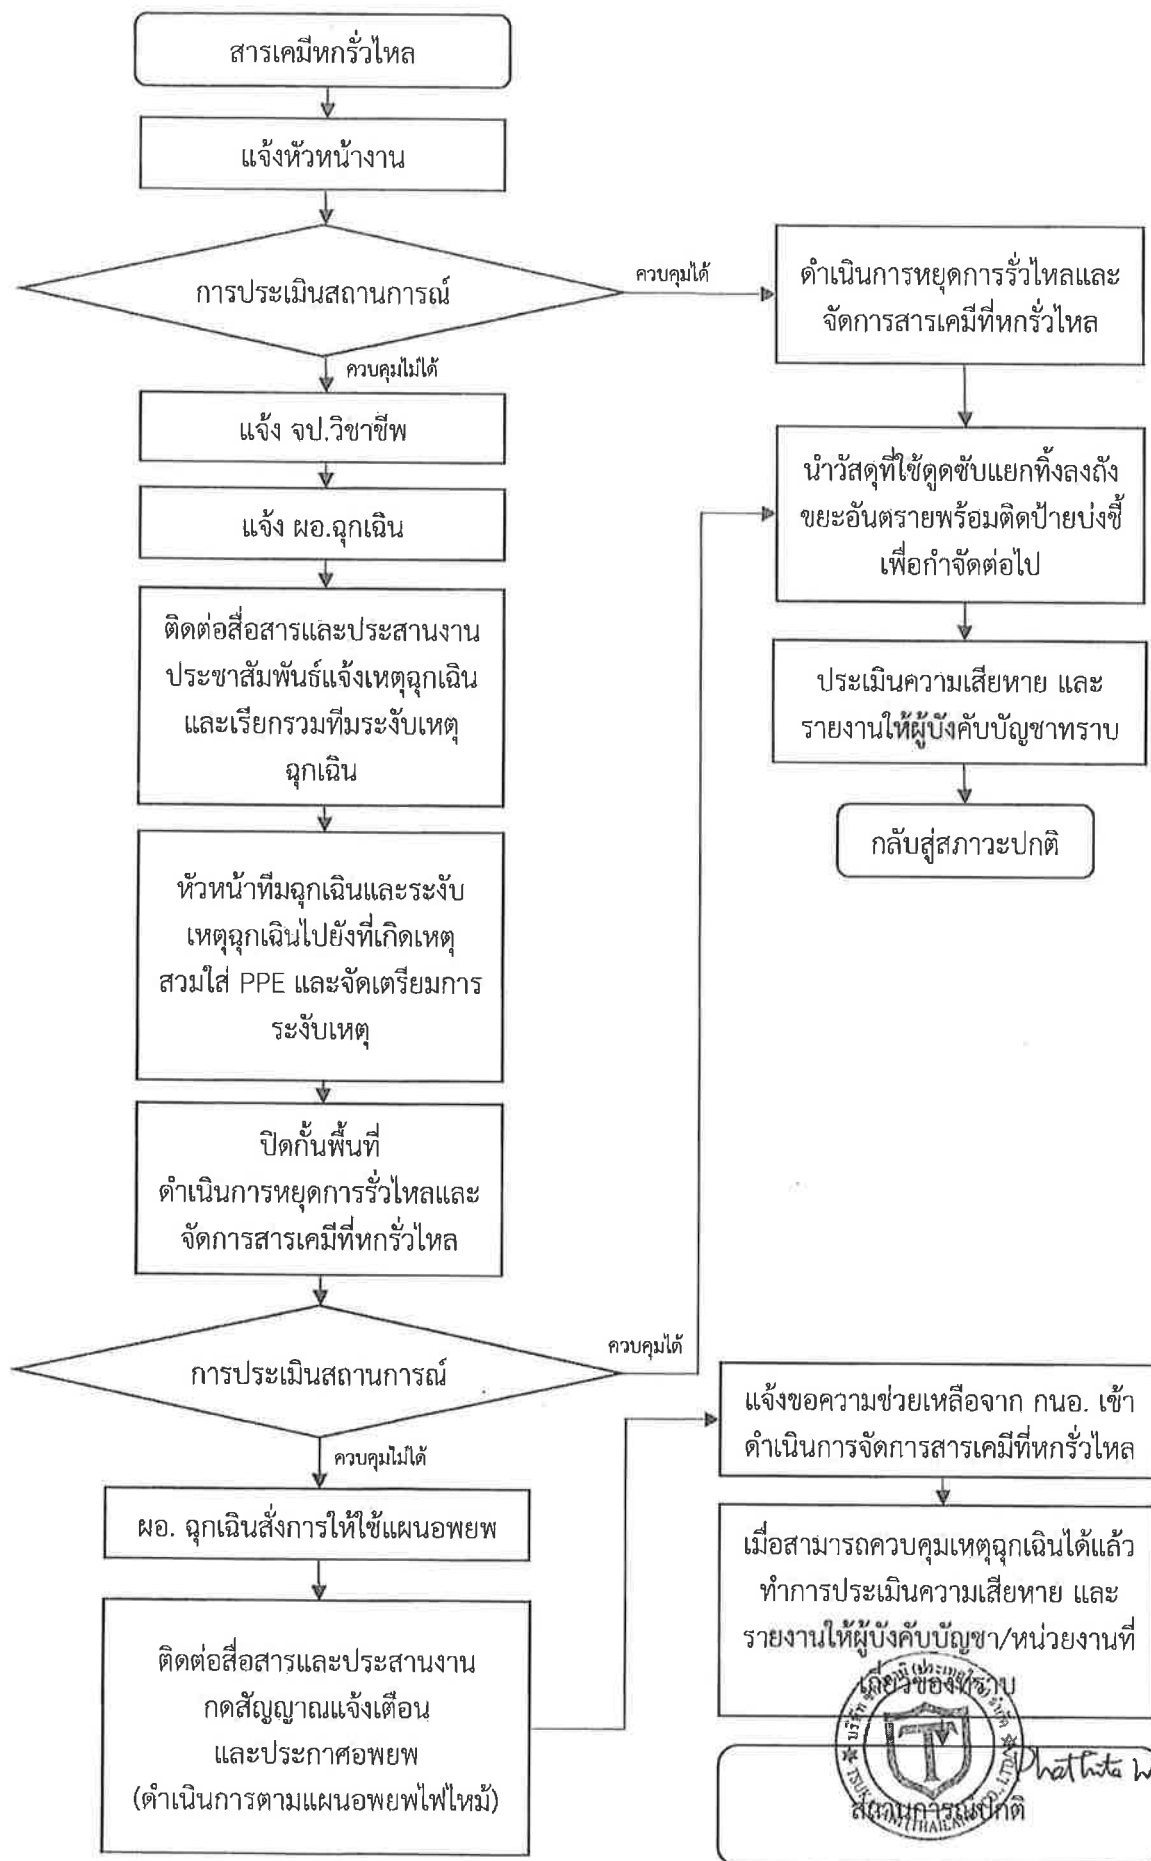 สารเคมีหกรั่วไหล
แจ้งหัวหน้างาน
การประเมินสถานการณ์
ควบคุมได้
ดำเนินการหยุดการรั่วไหลและ
จัดการสารเคมีที่หกรั่วไหล
ควบคุมไม่ได้
แจ้ง จป.วิชาชีพ
แจ้ง ผอ.ฉุกเฉิน
นำวัสดุที่ใช้ดูดซับแยกทิ้งลงถัง
ขยะอันตรายพร้อมติดป้ายบ่งชี้
เพื่อกำจัดต่อไป
ติดต่อสื่อสารและประสานงาน
ประชาสัมพันธ์แจ้งเหตุฉุกเฉิน
และเรียกรวมทีมระงับเหตุ
ฉุกเฉิน
ประเมินความเสียหาย และ
รายงานให้ผู้บังคับบัญชาทราบ
กลับสู่สภาวะปกติ
หัวหน้าทีมฉุกเฉินและระงับ
เหตุฉุกเฉินไปยังที่เกิดเหตุ
สวมใส่ PPE และจัดเตรียมการ
ระงับเหตุ
ปิดกั้นพื้นที่
ดำเนินการหยุดการรั่วไหลและ
จัดการสารเคมีที่หกรั่วไหล
การประเมินสถานการณ์
ควบคุมได้
ควบคุมไม่ได้
ผอ. ฉุกเฉินสั่งการให้ใช้แผนอพยพ
ติดต่อสื่อสารและประสานงาน
กดสัญญาณแจ้งเตือน
และประกาศอพยพ
(ดำเนินการตามแผนอพยพไฟไหม้)
แจ้งขอความช่วยเหลือจาก กนอ. เข้า
ดำเนินการจัดการสารเคมีที่หกรั่วไหล
เมื่อสามารถควบคุมเหตุฉุกเฉินได้แล้ว
ทำการประเมินความเสียหาย และ
รายงานให้ผู้บังคับบัญชา/หน่วยงานที่
เกี่ยวข้องทราบ
สถานการณ์ปกติ